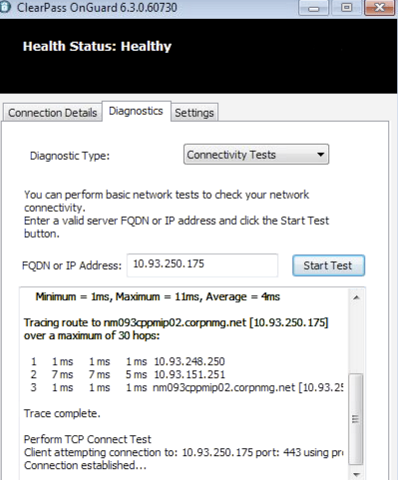 ClearPass OnGuard 6.3.0.60730
Health Status: Healthy
Connection Details Diagnostics Settings
Diagnostic Type: Connectivity Tests
You can perform basic network tests to check your network
connectivity.
Enter a valid server FQDN or IP address and click the Start Test
button.
FQDN or IP Address: 10.93.250.175 Start Test
Minimum = 1ms, Maximum = 11ms, Average = 4ms
Tracing route to nm093cppmip02.corpnmg.net [10.93.250.175]
over a maximum of 30 hops:
1 1 ms 1 ms 1 ms 10.93.248.250
2 7 ms 7 ms 5 ms 10.93.151.251
3 1 ms 1 ms 1 ms nm093cppmip02.corpnmg.net [10.93.25
Trace complete.
Perform TCP Connect Test
Client attempting connection to: 10.93.250.175 port: 443 using pr
Connection established...